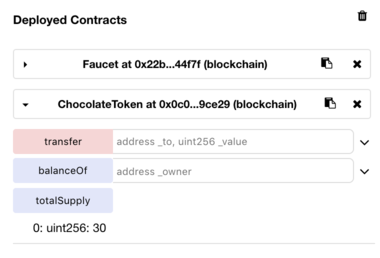 Deployed Contracts
Faucet at 0x22b...44f7f (blockchain)
ChocolateToken at 0x0c0...9ce29 (blockchain)
transfer address _to, uint256 _value
balanceOf address _owner
totalSupply
0: uint256: 30